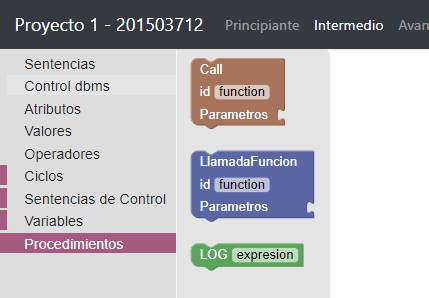 Proyecto 1 - 201503712 Principiante Intermedio Avan
Sentencias
Control dbms
Atributos
Valores
Operadores
Ciclos
Sentencias de Control
Variables
Procedimientos
Call
id function
Parametros
LlamadaFuncion
id function
Parametros
LOG expresion